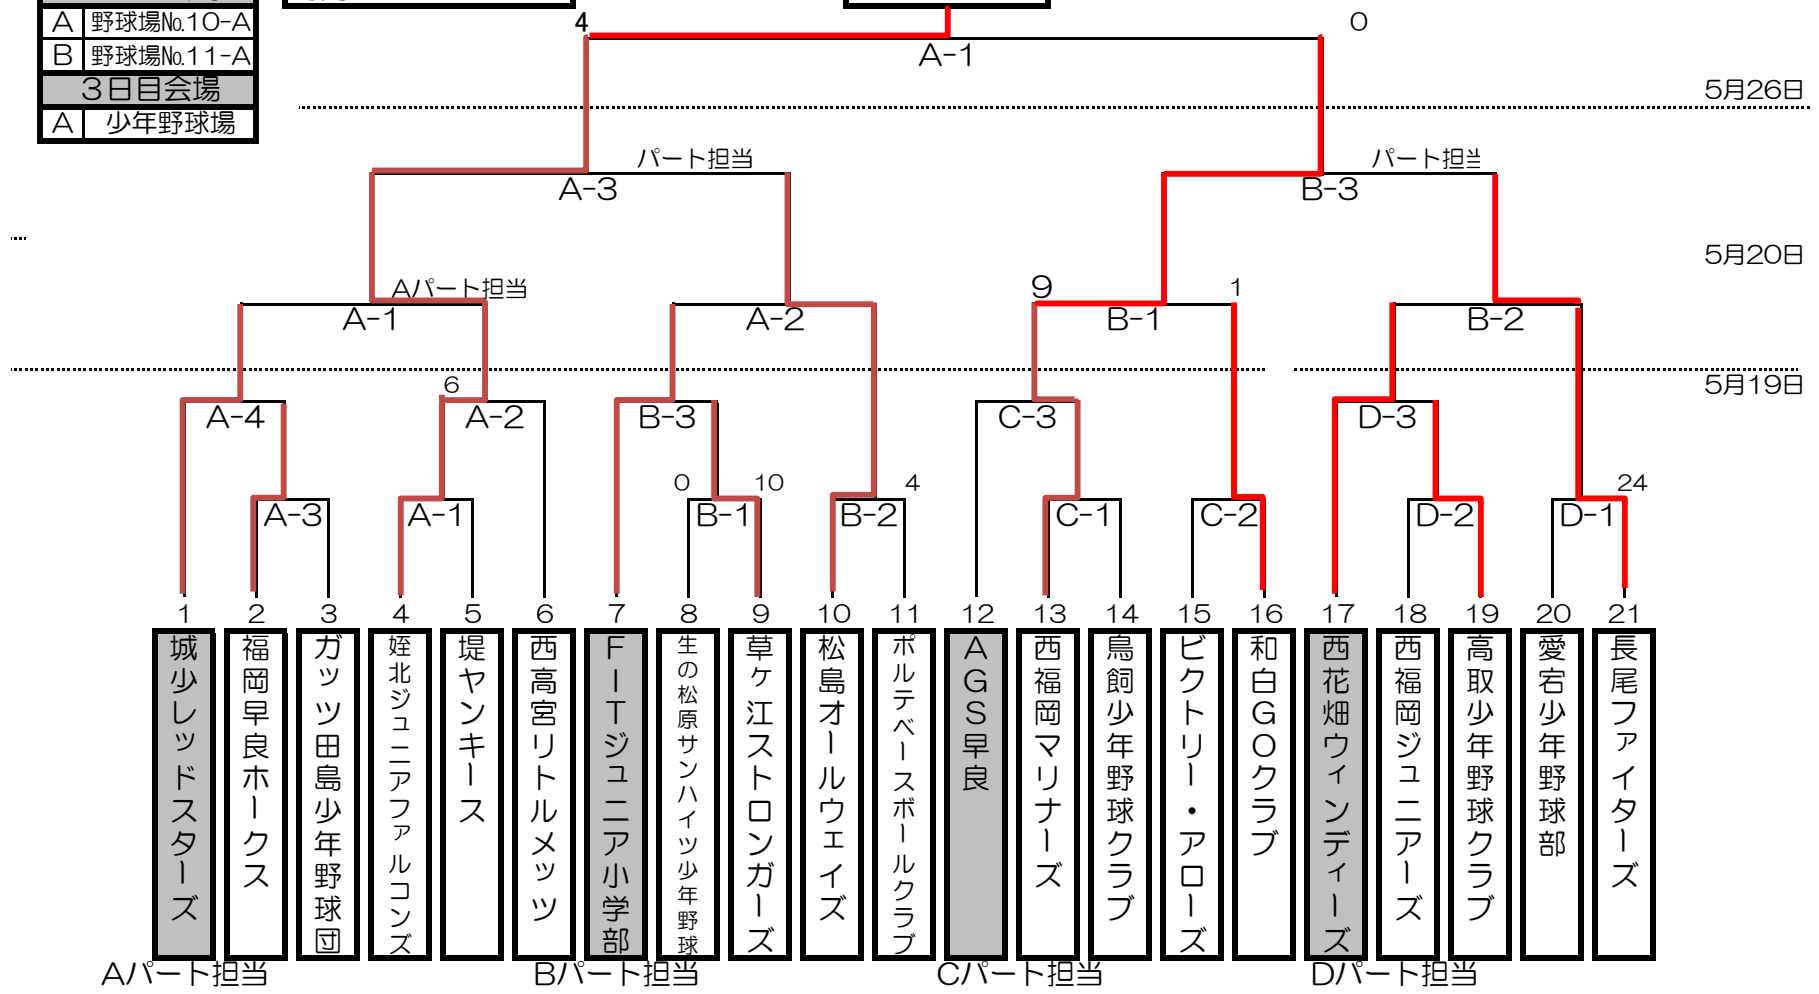 A 野球場№10-A
B 野球場№11-A
3日目会場
A 少年野球場
4
0
A-1
5月26日
パート担当
パート担当
A-3
B-3
5月20日
Aパート担当
9
1
A-1
A-2
B-1
B-2
5月19日
6
A-4
A-2
B-3
C-3
D-3
0
10
4
24
A-3
A-1
B-1
B-2
C-1
C-2
D-2
D-1
1
2
3
4
5
6
7
8
9
10
11
12
13
14
15
16
17
18
19
20
21
城少レッドスターズ
福岡早良ホークス
ガッツ田島少年野球団
姪北ジュニアファルコンズ
堤ヤンキース
西高宮リトルメッツ
FITジュニア小学部
生の松原サンハイツ少年野球
草ケ江ストロンガーズ
松島オールウェイズ
ポルテベースボールクラブ
AGS早良
西福岡マリナーズ
鳥飼少年野球クラブ
ビクトリー・アローズ
和白GOクラブ
西花畑ウィンディーズ
西福岡ジュニアーズ
高取少年野球クラブ
愛宕少年野球部
長尾ファイターズ
Aパート担当
Bパート担当
Cパート担当
Dパート担当